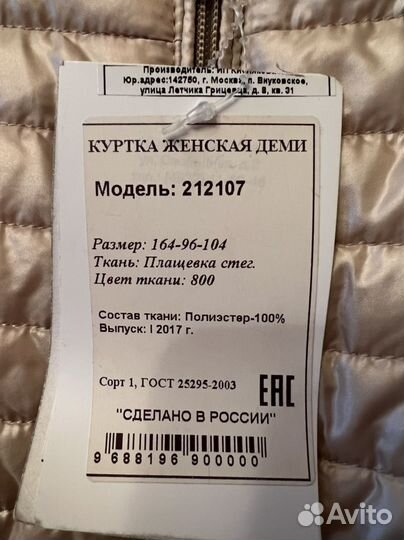 Производитель: ИП
Юр.адрес:142750, г. Москва, п. Внуковское,
улица Летчика Грицевца, д. 8, кв. 31
КУРТКА ЖЕНСКАЯ ДЕМИ
Модель: 212107
Размер: 164-96-104
Ткань: Плащевка стег.
Цвет ткани: 800
Состав ткани: Полиэстер-100%
Выпуск: I 2017 г.
Сорт 1, ГОСТ 25295-2003
EAC
"СДЕЛАНО В РОССИИ"
9 688196 900000
Avito